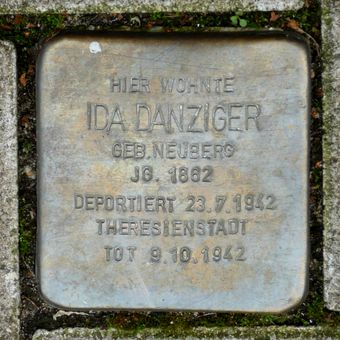 HIER WOHNTE
IDA DANZIGER
GEB. NEUBERG
JG. 1862
DEPORTIERT 23.7.1942
THERESIENSTADT
TOT 9.10.1942